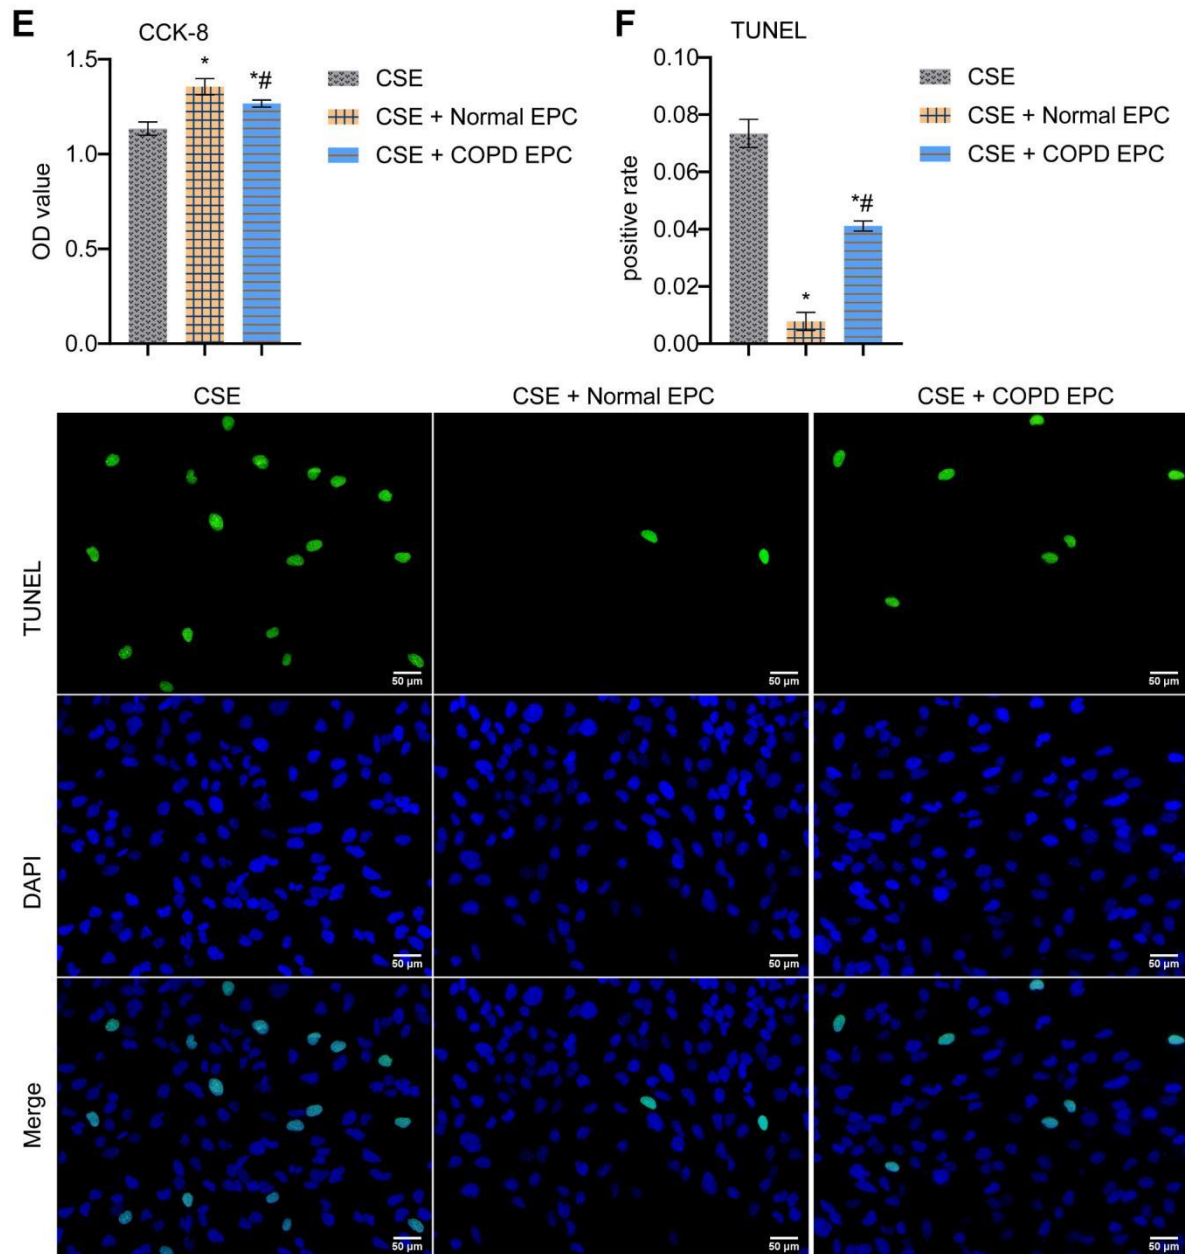 E
CCK-8
OD value
1.5
1.0
0.5
0.0
*
*#
CSE
CSE + Normal EPC
CSE + COPD EPC
F
TUNEL
positive rate
0.10
0.08
0.06
0.04
0.02
0.00
*
*#
CSE
CSE + Normal EPC
CSE + COPD EPC
CSE
CSE + Normal EPC
CSE + COPD EPC
TUNEL
50 µm
50 µm
50 µm
DAPI
50 µm
50 µm
50 µm
Merge
50 µm
50 µm
50 µm